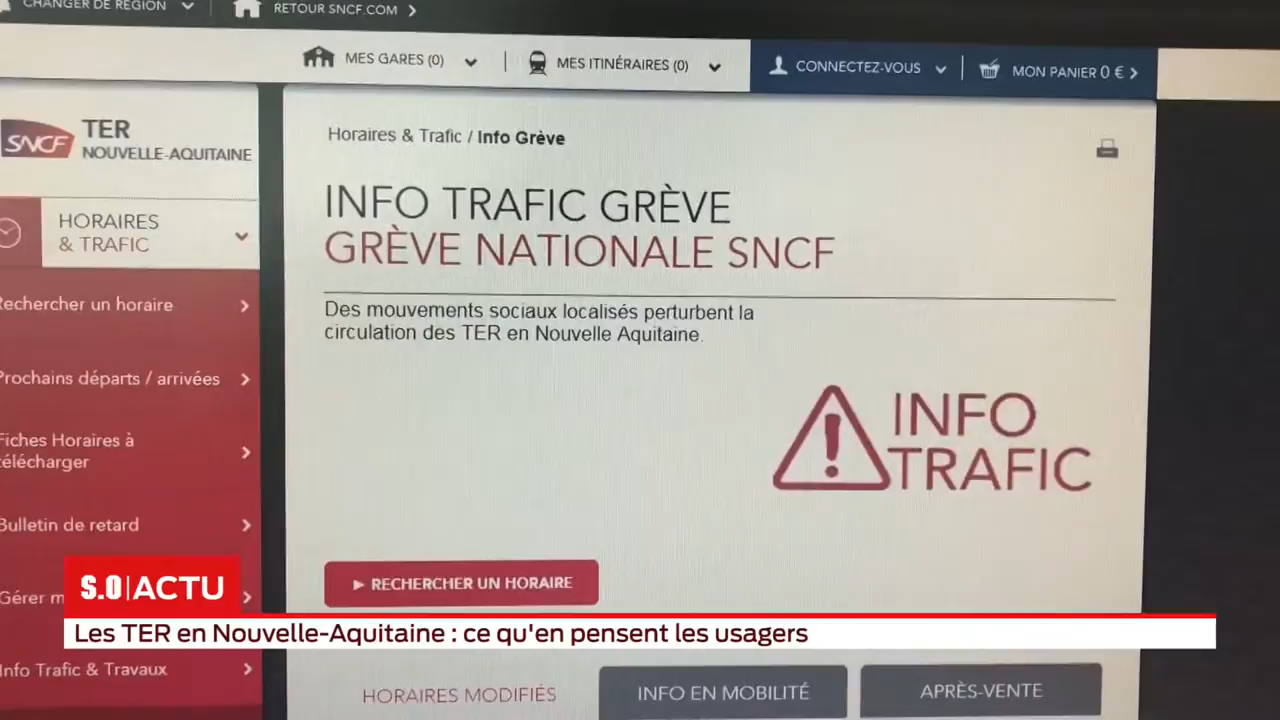 CHANGER DE RÉGION
RETOUR SNCF.COM
MES GARES (0)
MES ITINÉRAIRES (0)
CONNECTEZ-VOUS
MON PANIER 0 €
SNCF
TER
NOUVELLE-AQUITAINE
Horaires & Trafic / Info Grève
INFO TRAFIC GRÈVE
GRÈVE NATIONALE SNCF
HORAIRES
& TRAFIC
Rechercher un horaire
Des mouvements sociaux localisés perturbent la
circulation des TER en Nouvelle Aquitaine.
Prochains départs / arrivées
INFO
TRAFIC
Fiches Horaires à
télécharger
Bulletin de retard
RECHERCHER UN HORAIRE
Gérer m
S.O|ACTU
Les TER en Nouvelle-Aquitaine : ce qu'en pensent les usagers
Info Trafic & Travaux
HORAIRES MODIFIÉS
INFO EN MOBILITÉ
APRÈS-VENTE